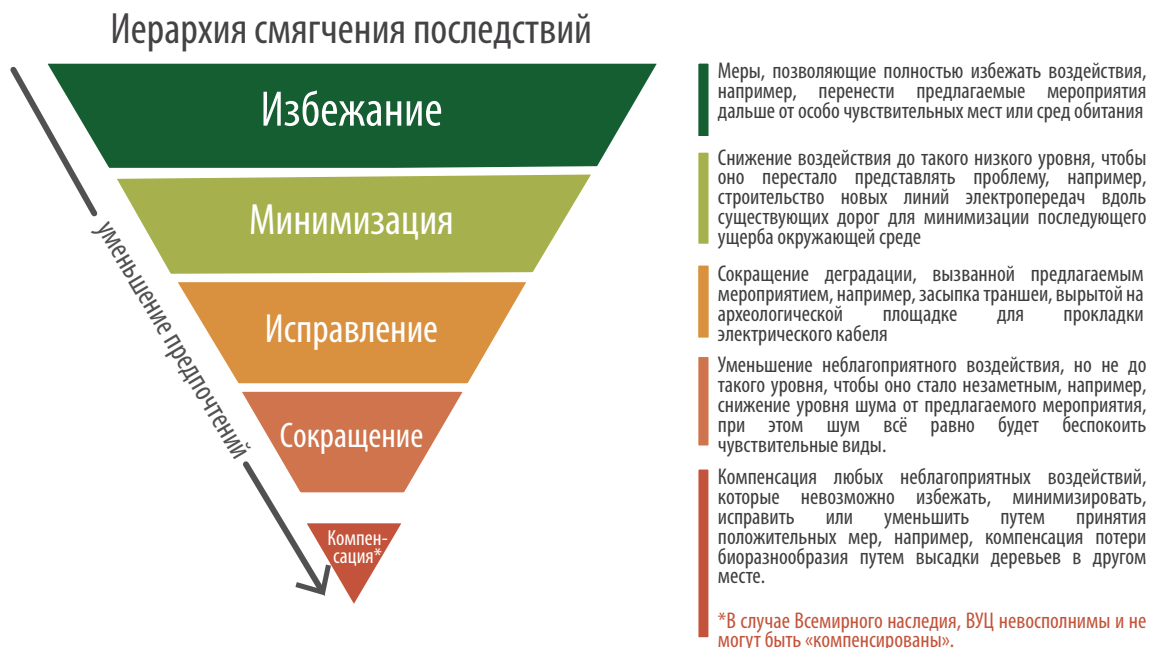 Иерархия смягчения последствий
Избежание
Минимизация
Исправление
Сокращение
Компен-
сация*
уменьшение предпочтений
Меры, позволяющие полностью избежать воздействия,
например, перенести предлагаемые мероприятия
дальше от особо чувствительных мест или сред обитания
Снижение воздействия до такого низкого уровня, чтобы
оно перестало представлять проблему, например,
строительство новых линий электропередач вдоль
существующих дорог для минимизации последующего
ущерба окружающей среде
Сокращение деградации, вызванной предлагаемым
мероприятием, например, засыпка траншеи, вырытой на
археологической площадке для прокладки
электрического кабеля
Уменьшение неблагоприятного воздействия, но не до
такого уровня, чтобы оно стало незаметным, например,
снижение уровня шума от предлагаемого мероприятия,
при этом шум всё равно будет беспокоить
чувствительные виды.
Компенсация любых неблагоприятных воздействий,
которые невозможно избежать, минимизировать,
исправить или уменьшить путем принятия
положительных мер, например, компенсация потери
биоразнообразия путем высадки деревьев в другом
месте.
*В случае Всемирного наследия, ВУЦ невосполнимы и не
могут быть «компенсированы».